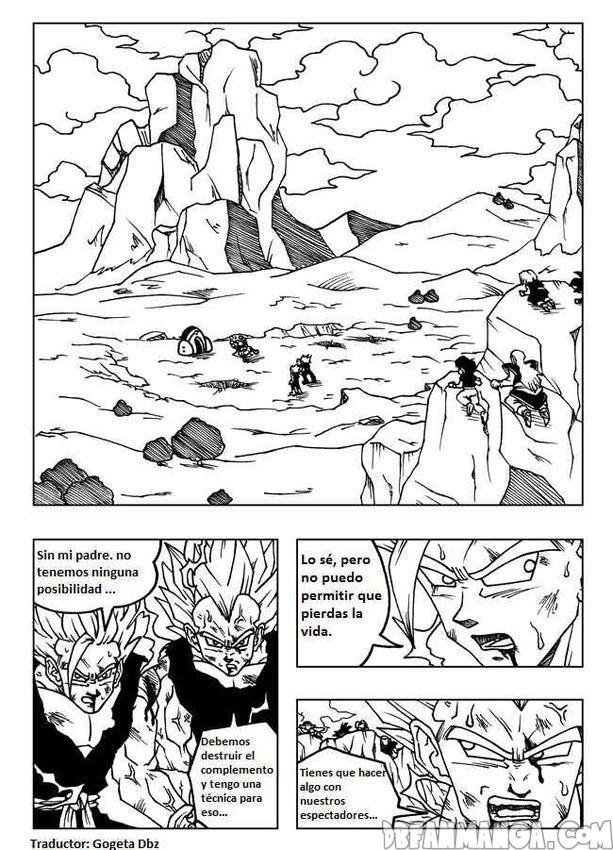 Sin mi padre. no
tenemos ninguna
posibilidad ...
Debemos
destruir el
complemento
y tengo una
técnica para
eso...
Lo sé, pero
no puedo
permitir que
pierdas la
vida.
Tienes que hacer
algo con
nuestros
espectadores...
DBFANMANGA.COM
Traductor: Gogeta Dbz